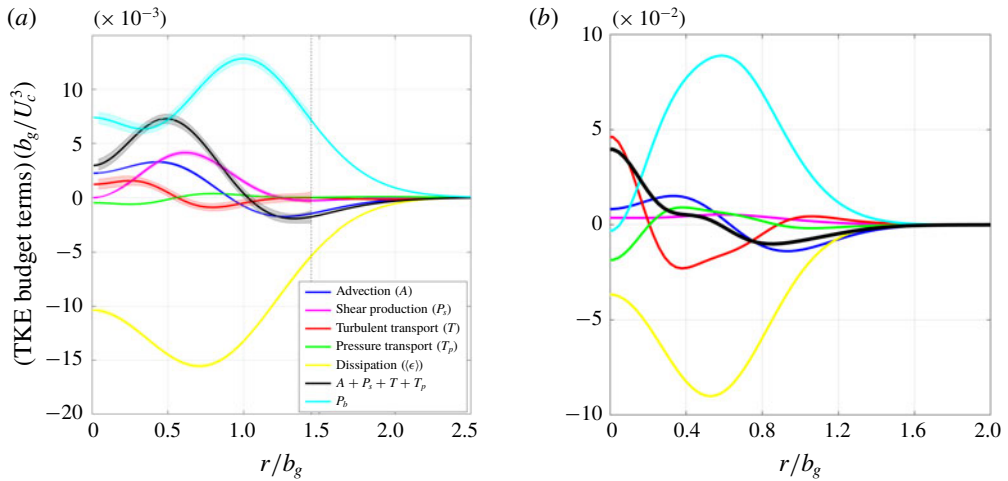 (a)
(× 10⁻³)
(TKE budget terms) (b_g/U_c³)
10
5
0
−5
−10
−15
−20
0
0.5
1.0
1.5
2.0
2.5
r/b_g
Advection (A)
Shear production (P_s)
Turbulent transport (T)
Pressure transport (T_p)
Dissipation (⟨ϵ⟩)
A + P_s + T + T_p
P_b
(b)
(× 10⁻²)
10
5
0
−5
−10
0
0.4
0.8
1.2
1.6
2.0
r/b_g